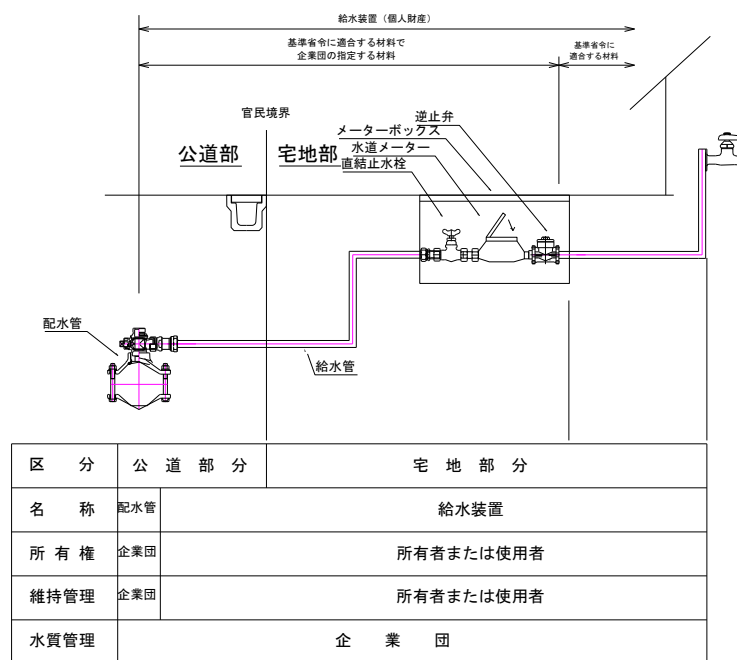 給水装置（個人財産）
基準省令に適合する材料で
企業団の指定する材料
基準省令に
適合する材料
官民境界
公道部
宅地部
逆止弁
メーターボックス
水道メーター
直結止水栓
配水管
給水管
区　分　公道部分　宅地部分
名　称　配水管　給水装置
所有権　企業団　所有者または使用者
維持管理　企業団　所有者または使用者
水質管理　企業団